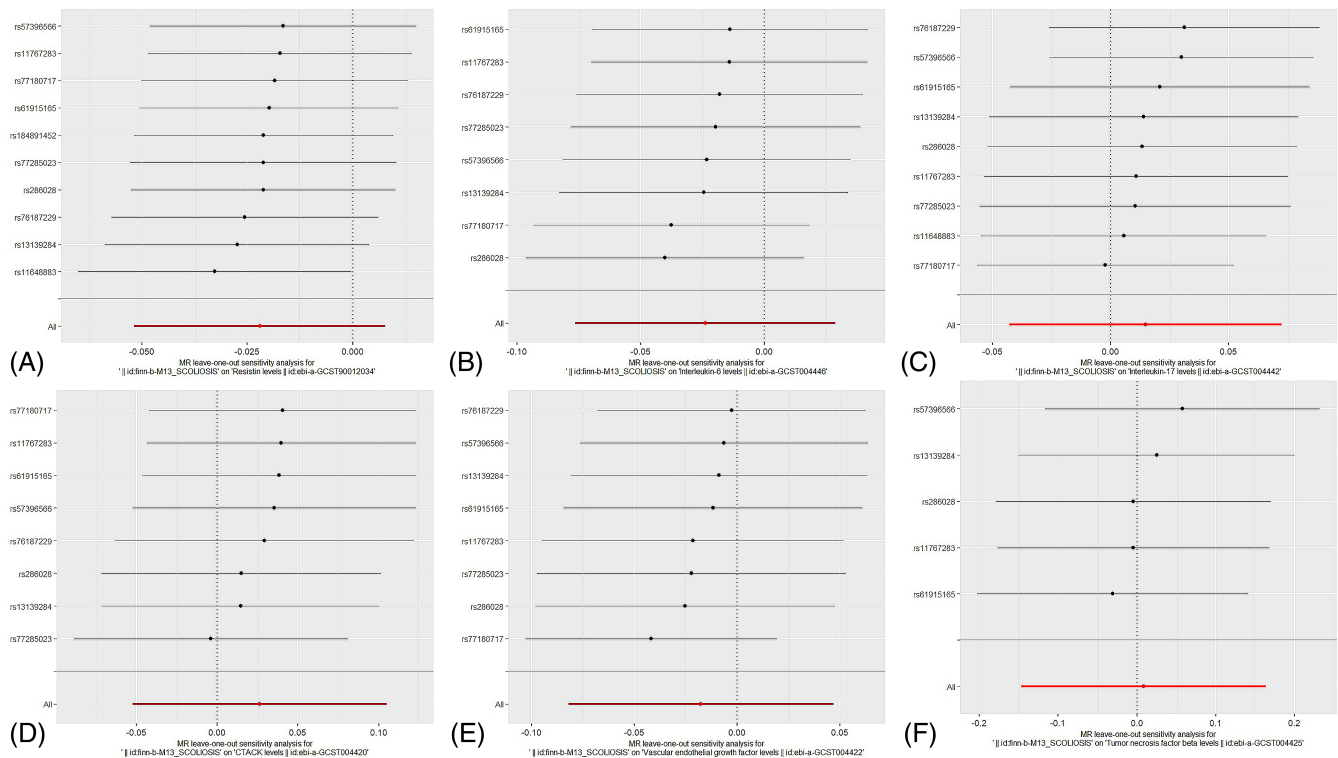 rs57396566
rs11767283
rs77180717
rs61915165
rs184891452
rs77285023
rs286028
rs76187229
rs13139284
rs11648883
All
-0.050 -0.025 0.000
(A)
MR leave-one-out sensitivity analysis for
' || id:finn-b-M13_SCOLIOSIS' on 'Resistin levels || id:ebi-a-GCST90012034'
rs61915165
rs11767283
rs76187229
rs77285023
rs57396566
rs13139284
rs77180717
rs286028
All
-0.10 -0.05 0.00
(B)
MR leave-one-out sensitivity analysis for
' || id:finn-b-M13_SCOLIOSIS' on 'Interleukin-6 levels || id:ebi-a-GCST004446'
rs76187229
rs57396566
rs61915165
rs13139284
rs286028
rs11767283
rs77285023
rs11648883
rs77180717
All
-0.05 0.00 0.05
(C)
MR leave-one-out sensitivity analysis for
' || id:finn-b-M13_SCOLIOSIS' on 'Interleukin-17 levels || id:ebi-a-GCST004442'
rs77180717
rs11767283
rs61915165
rs57396566
rs76187229
rs286028
rs13139284
rs77285023
All
-0.05 0.00 0.05 0.10
(D)
MR leave-one-out sensitivity analysis for
' || id:finn-b-M13_SCOLIOSIS' on 'CTACK levels || id:ebi-a-GCST004420'
rs76187229
rs57396566
rs13139284
rs61915165
rs11767283
rs77285023
rs286028
rs77180717
All
-0.10 -0.05 0.00 0.05
(E)
MR leave-one-out sensitivity analysis for
' || id:finn-b-M13_SCOLIOSIS' on 'Vascular endothelial growth factor levels || id:ebi-a-GCST004422'
rs57396566
rs13139284
rs286028
rs11767283
rs61915165
All
-0.2 -0.1 0.0 0.1 0.2
(F)
MR leave-one-out sensitivity analysis for
' || id:finn-b-M13_SCOLIOSIS' on 'Tumor necrosis factor beta levels || id:ebi-a-GCST004425'